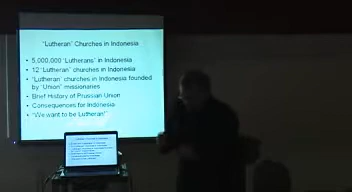 "Lutheran" Churches in Indonesia
• 5,000,000 'Lutherans' in Indonesia
• 12 "Lutheran" churches in Indonesia
• "Lutheran" churches in Indonesia founded
by "Union" missionaries
• Brief History of Prussian Union
• Consequences for Indonesia
• "We want to be Lutheran!"